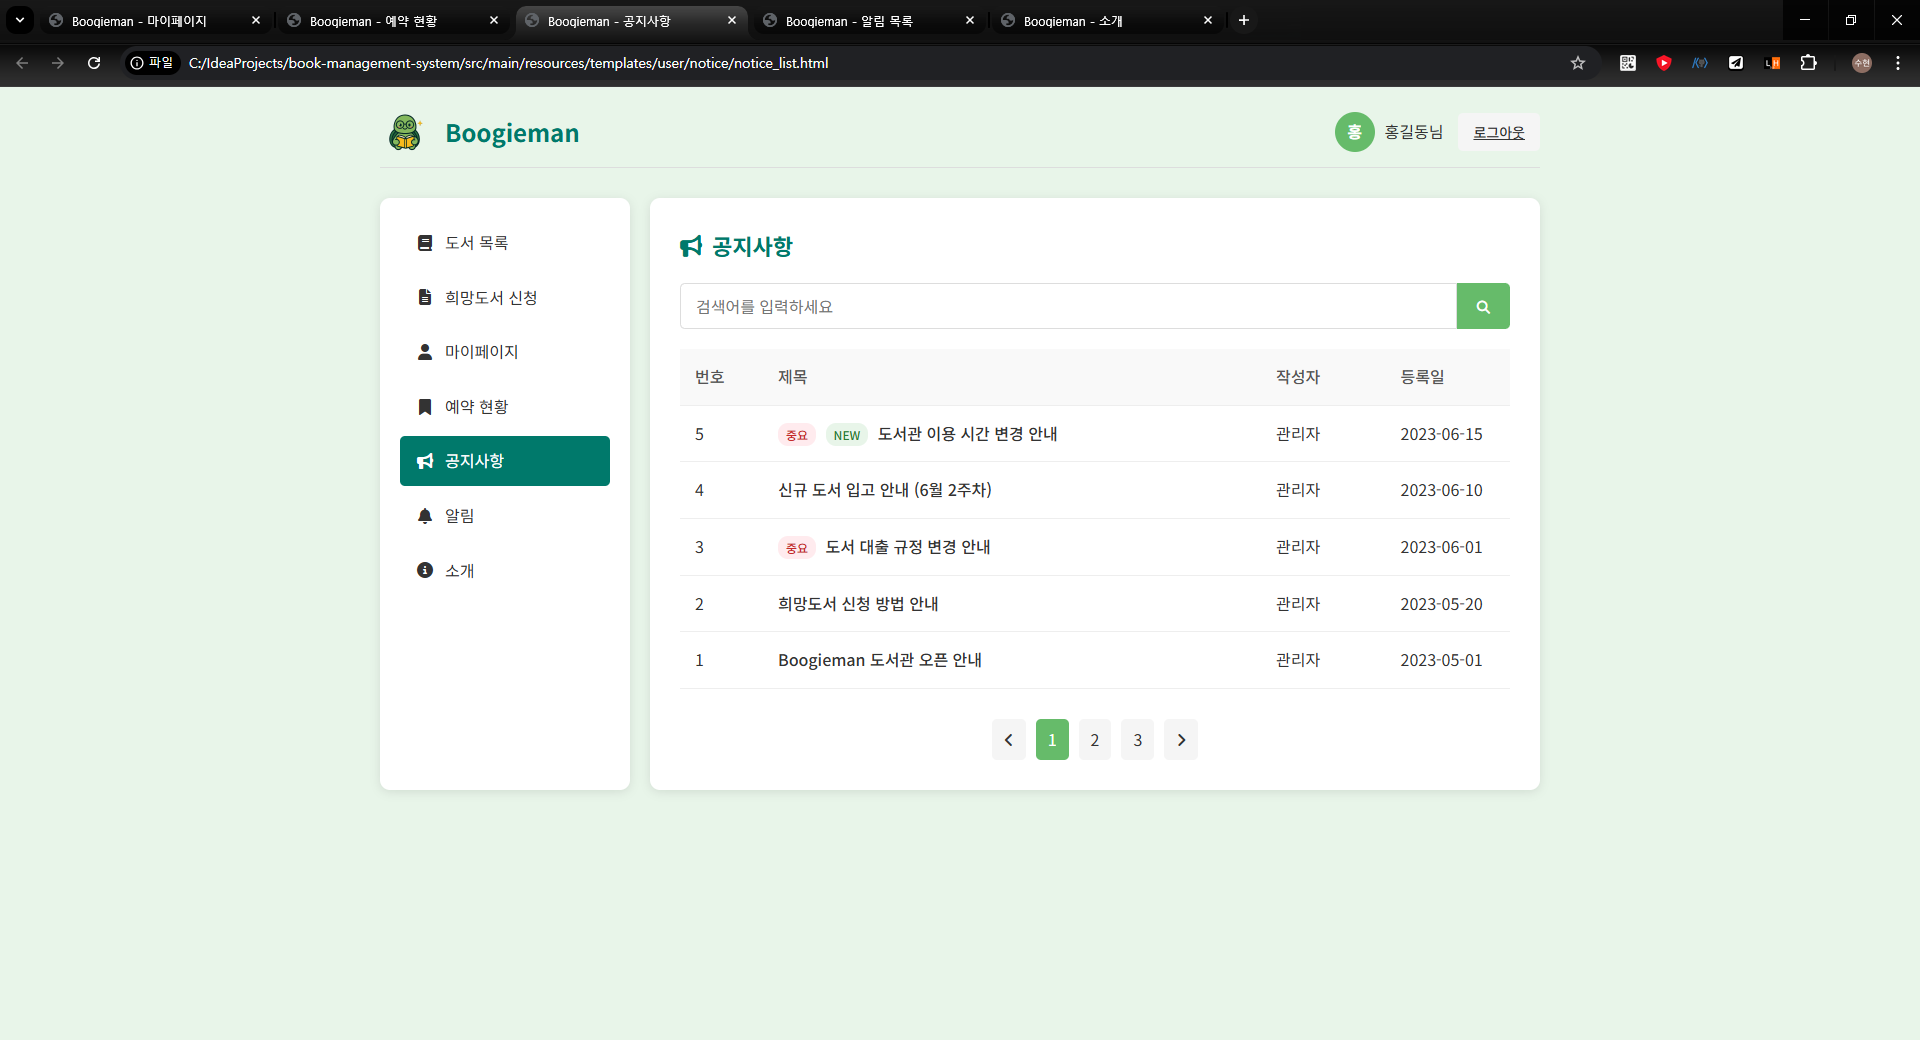 Boogieman - 마이페이지
Boogieman - 예약 현황
Boogieman - 공지사항
Boogieman - 알림 목록
Boogieman - 소개
파일 C:/IdeaProjects/book-management-system/src/main/resources/templates/user/notice/notice_list.html
수현
Boogieman
홍 홍길동님 로그아웃
도서 목록
희망도서 신청
마이페이지
예약 현황
공지사항
알림
소개
공지사항
검색어를 입력하세요
번호 제목 작성자 등록일
5 중요 NEW 도서관 이용 시간 변경 안내 관리자 2023-06-15
4 신규 도서 입고 안내 (6월 2주차) 관리자 2023-06-10
3 중요 도서 대출 규정 변경 안내 관리자 2023-06-01
2 희망도서 신청 방법 안내 관리자 2023-05-20
1 Boogieman 도서관 오픈 안내 관리자 2023-05-01
1 2 3